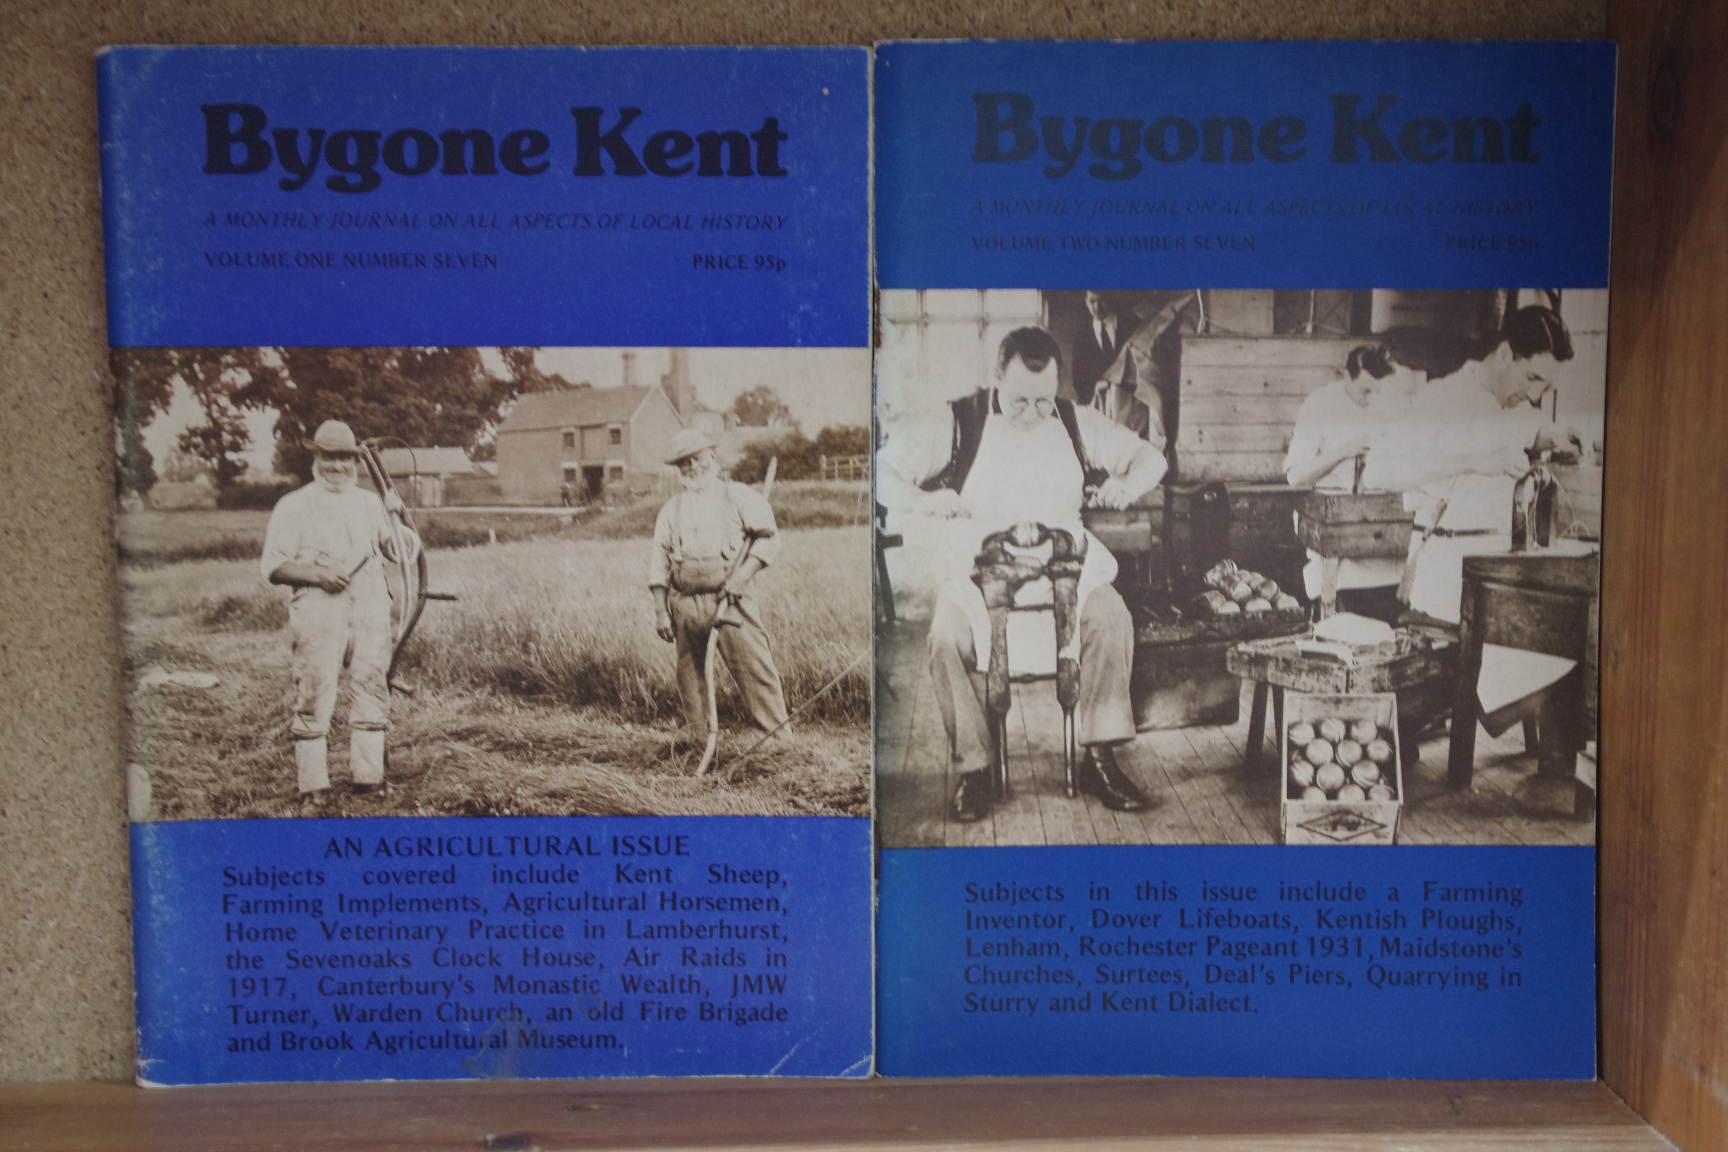 Bygone Kent
A MONTHLY JOURNAL ON ALL ASPECTS OF LOCAL HISTORY
VOLUME ONE NUMBER SEVEN PRICE 95p
AN AGRICULTURAL ISSUE
Subjects covered include Kent Sheep,
Farming Implements, Agricultural Horsemen,
Home Veterinary Practice in Lamberhurst,
the Sevenoaks Clock House, Air Raids in
1917, Canterbury's Monastic Wealth, JMW
Turner, Warden Church, an old Fire Brigade
and Brook Agricultural Museum.
Bygone Kent
A MONTHLY JOURNAL ON ALL ASPECTS OF LOCAL HISTORY
VOLUME TWO NUMBER SEVEN PRICE 95p
Subjects in this issue include a Farming
Inventor, Dover Lifeboats, Kentish Ploughs,
Lenham, Rochester Pageant 1931, Maidstone's
Churches, Surtees, Deal's Piers, Quarrying in
Sturry and Kent Dialect.